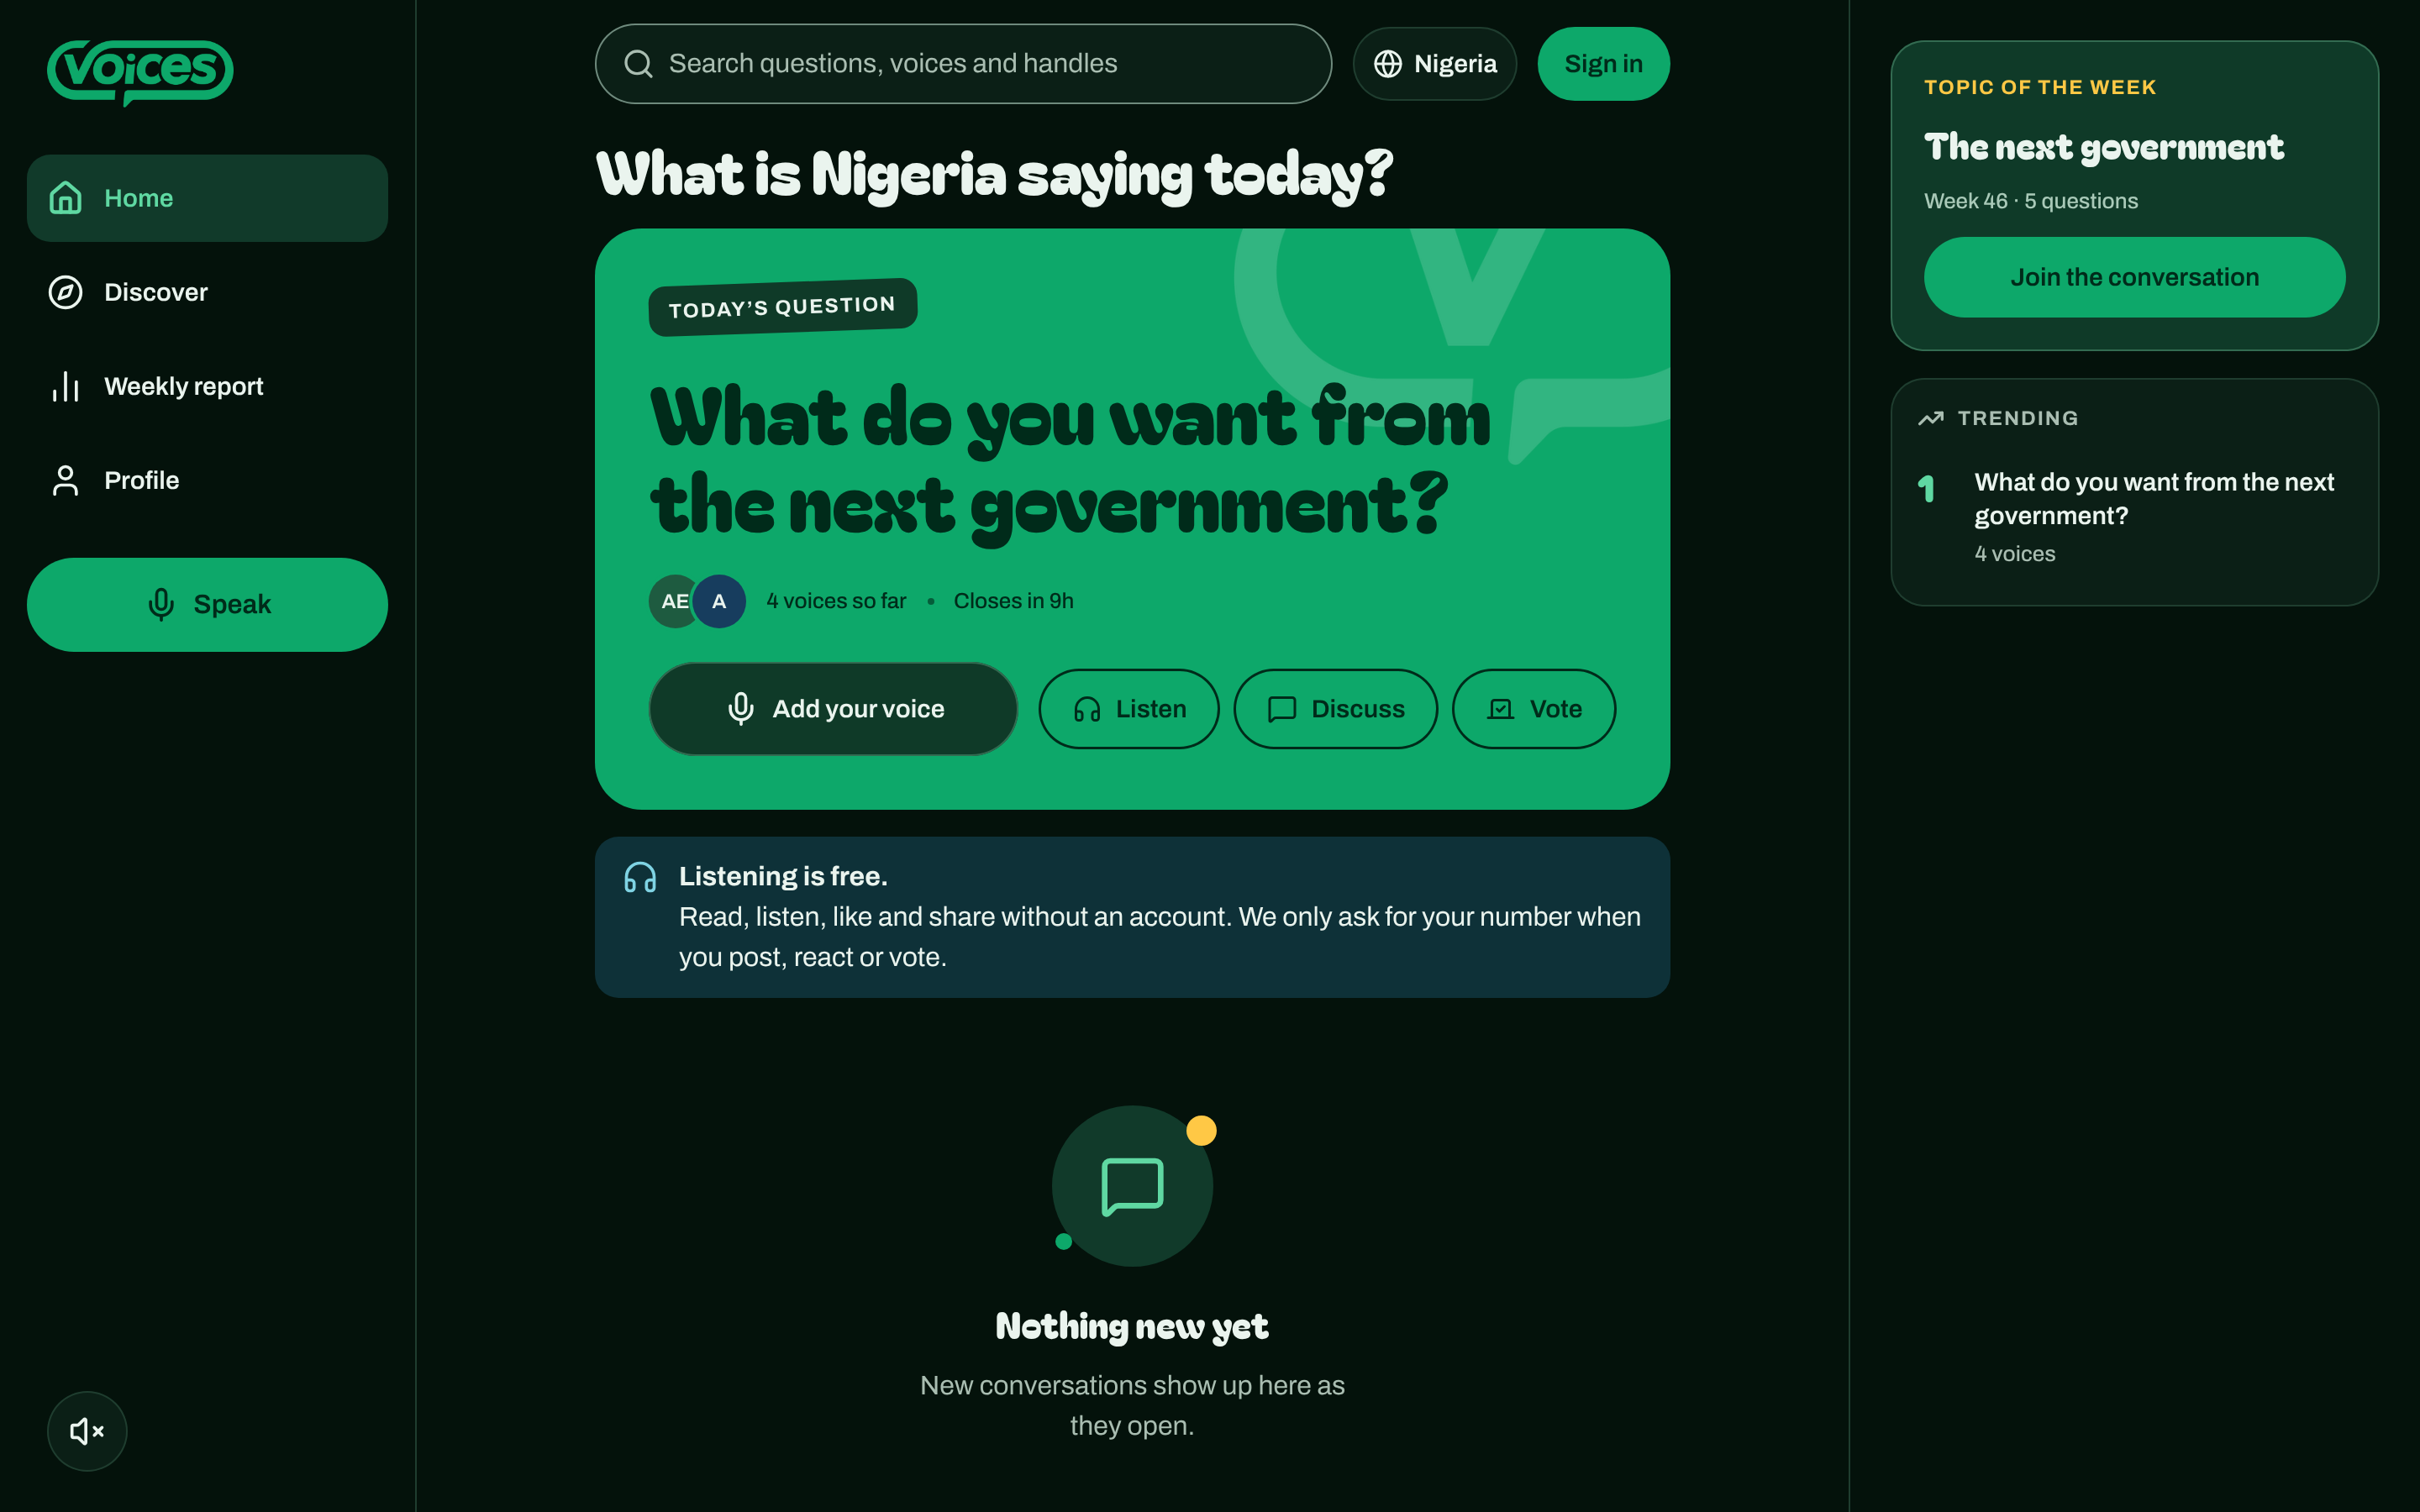 voices
Home
Discover
Weekly report
Profile
Speak
Search questions, voices and handles
Nigeria
Sign in
What is Nigeria saying today?
TODAY’S QUESTION
What do you want from
the next government?
AE
A
4 voices so far • Closes in 9h
Add your voice
Listen
Discuss
Vote
Listening is free.
Read, listen, like and share without an account. We only ask for your number when
you post, react or vote.
Nothing new yet
New conversations show up here as
they open.
TOPIC OF THE WEEK
The next government
Week 46 · 5 questions
Join the conversation
TRENDING
1
What do you want from the next
government?
4 voices